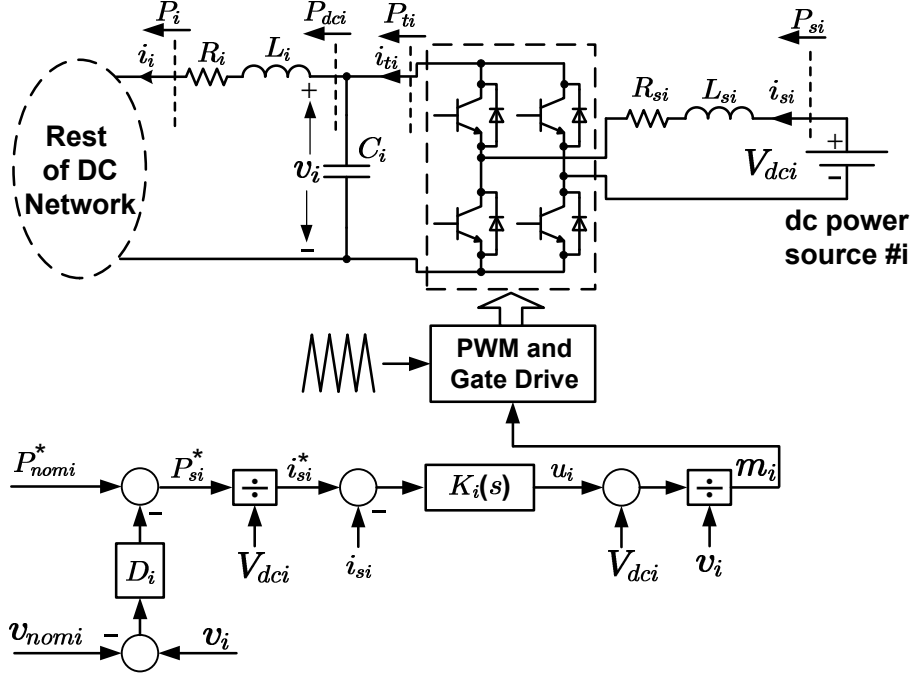 P_i
P_dci
P_ti
P_si
i_i
R_i
L_i
i_ti
R_si
L_si
i_si
+
Rest
of DC
Network
v_i
C_i
V_dci
+
−
−
dc power
source #i
PWM and
Gate Drive
P*_nomi
P*_si
÷
i*_si
K_i(s)
u_i
÷
m_i
−
−
V_dci
i_si
V_dci
v_i
D_i
v_nomi
−
v_i